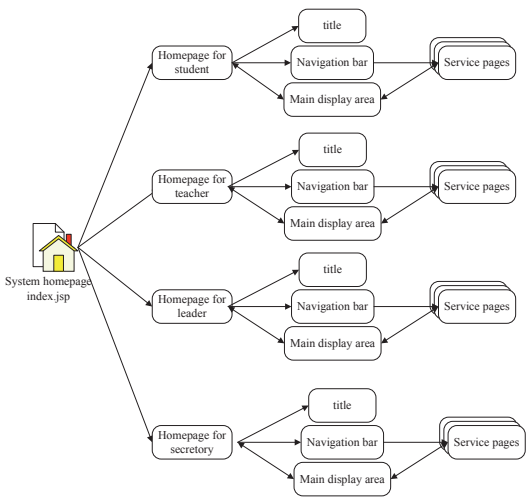 title
Homepage for
student
Navigation bar
Service pages
Main display area
title
Homepage for
teacher
Navigation bar
Service pages
Main display area
System homepage
index.jsp
title
Homepage for
leader
Navigation bar
Service pages
Main display area
title
Homepage for
secretory
Navigation bar
Service pages
Main display area